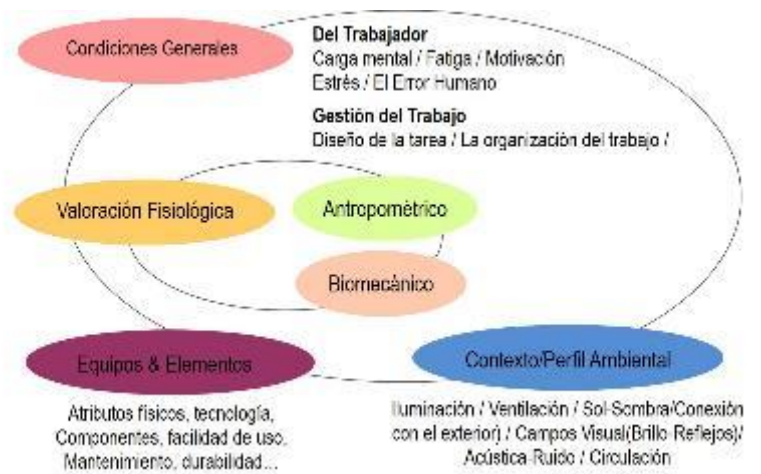 Condiciones Generales
Del Trabajador
Carga mental / Fatiga / Motivación
Estrés / El Error Humano
Gestión del Trabajo
Diseño de la tarea / La organización del trabajo /
Valoración Fisiológica
Antropométrico
Biomecánico
Equipos & Elementos
Atributos físicos, tecnología,
Componentes, facilidad de uso,
Mantenimiento, durabilidad...
Contexto/Perfil Ambiental
Iluminación / Ventilación / Sol-Sombra/Conexión
con el exterior) / Campos Visual(Brillo-Reflejos)/
Acústica-Ruido / Circulación